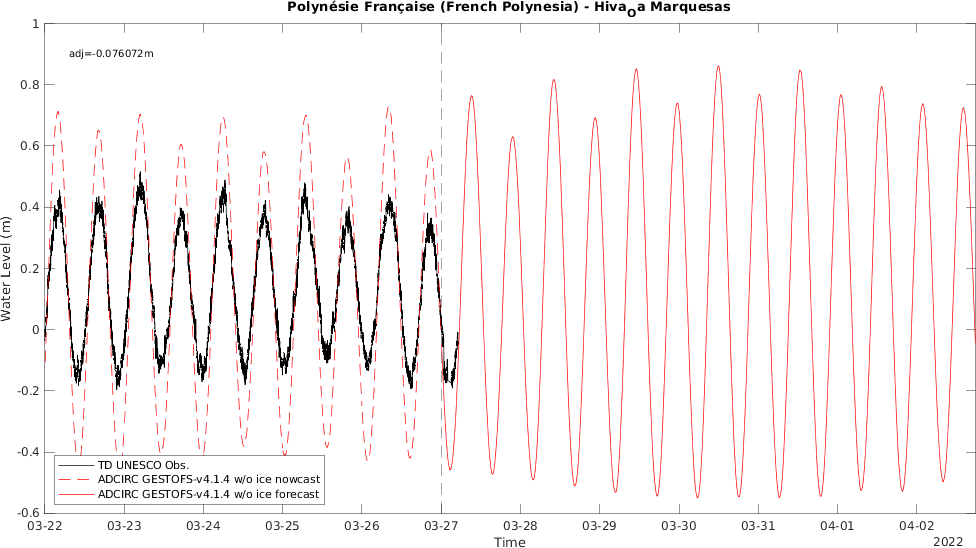 Polynésie Française (French Polynesia) - Hiva_Oa Marquesas
adj=-0.076072m
1
0.8
0.6
0.4
0.2
0
-0.2
-0.4
-0.6
Water Level (m)
TD UNESCO Obs.
ADCIRC GESTOFS-v4.1.4 w/o ice nowcast
ADCIRC GESTOFS-v4.1.4 w/o ice forecast
03-22 03-23 03-24 03-25 03-26 03-27 03-28 03-29 03-30 03-31 04-01 04-02
Time
2022